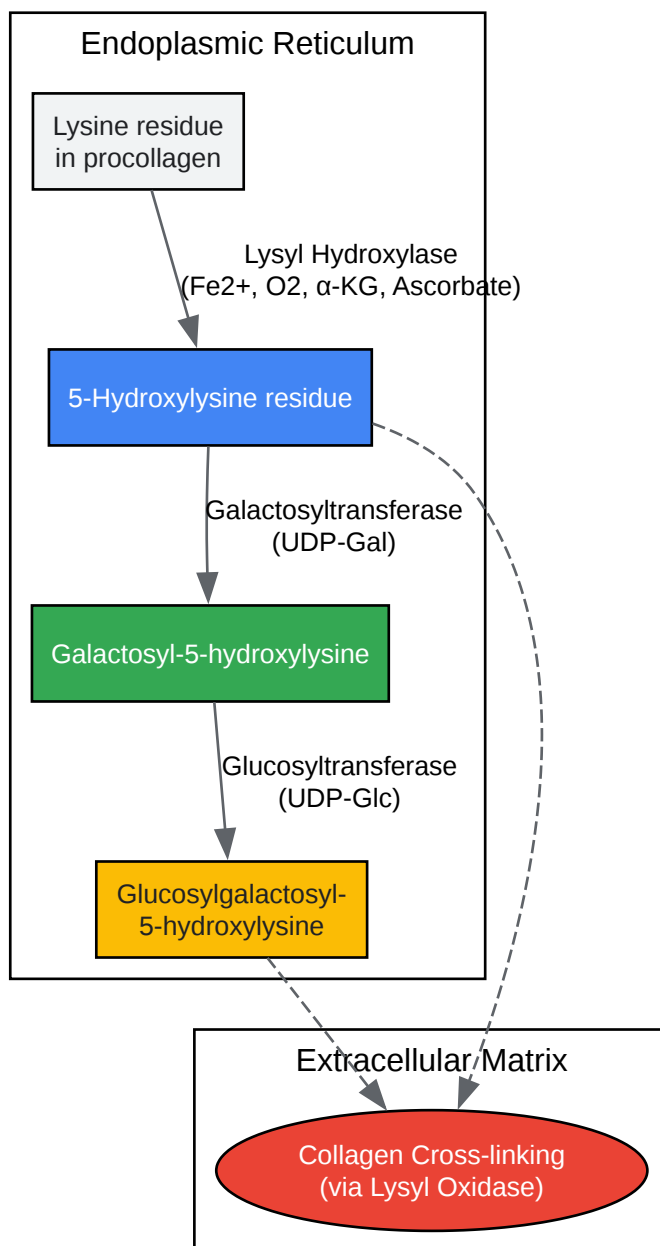 Endoplasmic Reticulum
Lysine residue
in procollagen
Lysyl Hydroxylase
(Fe2+, O2, α-KG, Ascorbate)
5-Hydroxylysine residue
Galactosyltransferase
(UDP-Gal)
Galactosyl-5-hydroxylysine
Glucosyltransferase
(UDP-Glc)
Glucosylgalactosyl-
5-hydroxylysine
Extracellular Matrix
Collagen Cross-linking
(via Lysyl Oxidase)